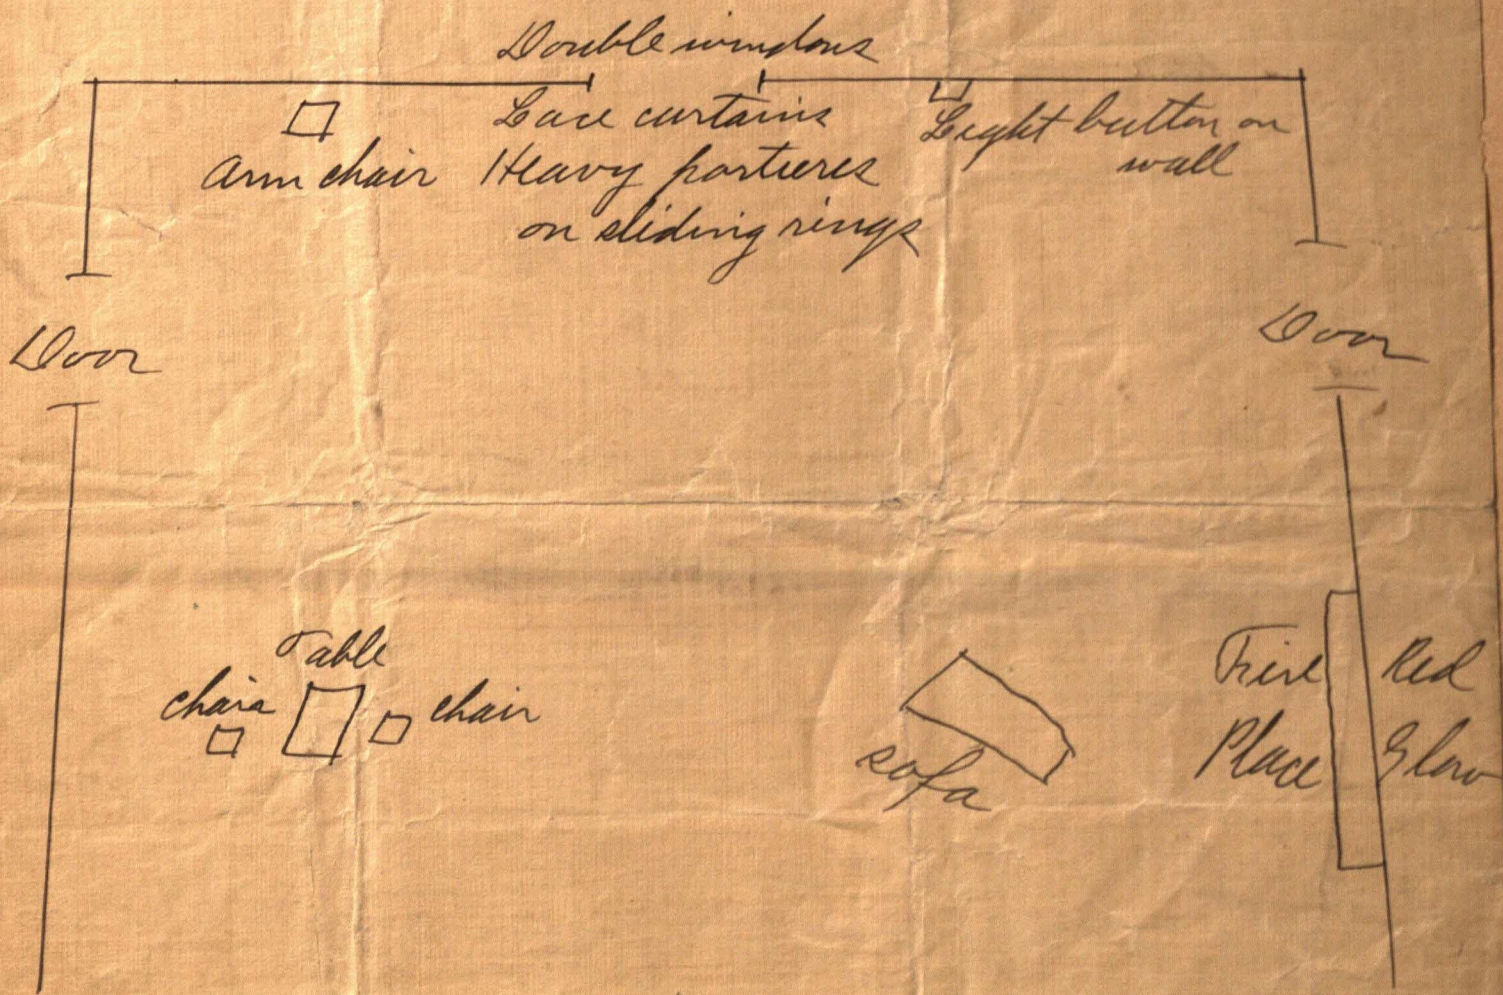 Double windows
Lace curtains
Heavy portieres
on sliding rings
Arm chair
Light button on
wall
Door
Door
Table
chair
chair
sofa
Fire
Place
Red
Glow